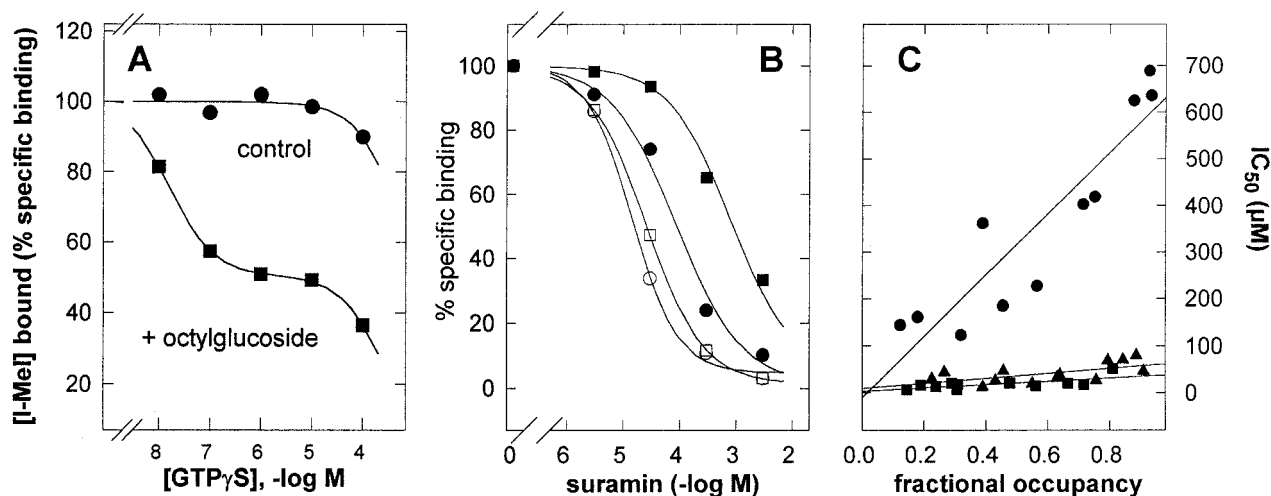 A
[I-Mel] bound (% specific binding)
120
100
80
60
40
20
control
+ octylglucoside
8 7 6 5 4
[GTPγS], -log M
B
% specific binding
100
80
60
40
20
0
0 6 5 4 3 2
suramin (-log M)
C
700
600
500
400
300
200
100
0
IC50 (μM)
0.0 0.2 0.4 0.6 0.8
fractional occupancy